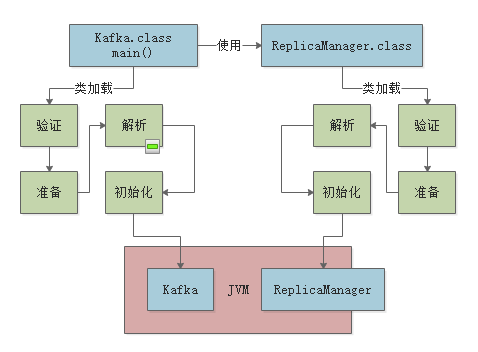 Kafka.class
main()
使用
ReplicaManager.class
类加载
类加载
验证
解析
解析
验证
准备
初始化
初始化
准备
Kafka
JVM
ReplicaManager